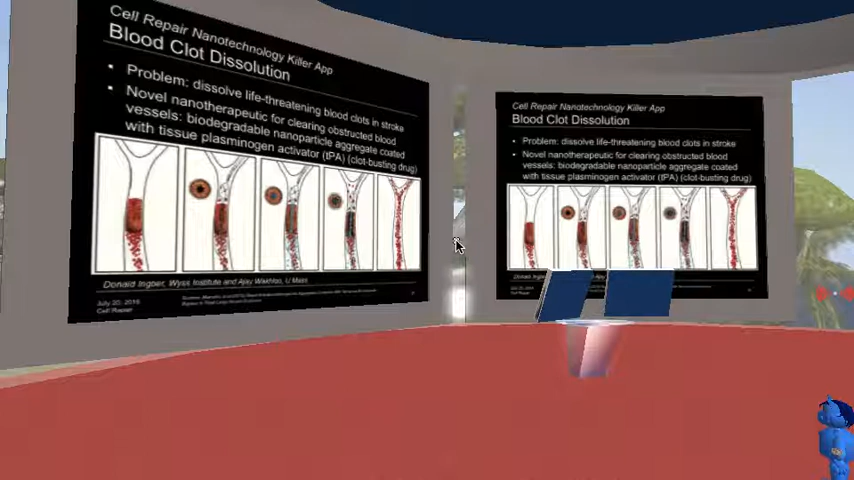 Cell Repair Nanotechnology Killer App
Blood Clot Dissolution
• Problem: dissolve life-threatening blood clots in stroke
• Novel nanotherapeutic for clearing obstructed blood
vessels: biodegradable nanoparticle aggregate coated
with tissue plasminogen activator (tPA) (clot-busting drug)
Donald Ingber, Wyss Institute and Ajay Wakhloo, U Mass
July 20, 2016
Cell Repair
Cell Repair Nanotechnology Killer App
Blood Clot Dissolution
• Problem: dissolve life-threatening blood clots in stroke
• Novel nanotherapeutic for clearing obstructed blood
vessels: biodegradable nanoparticle aggregate coated
with tissue plasminogen activator (tPA) (clot-busting drug)
Donald Ingber